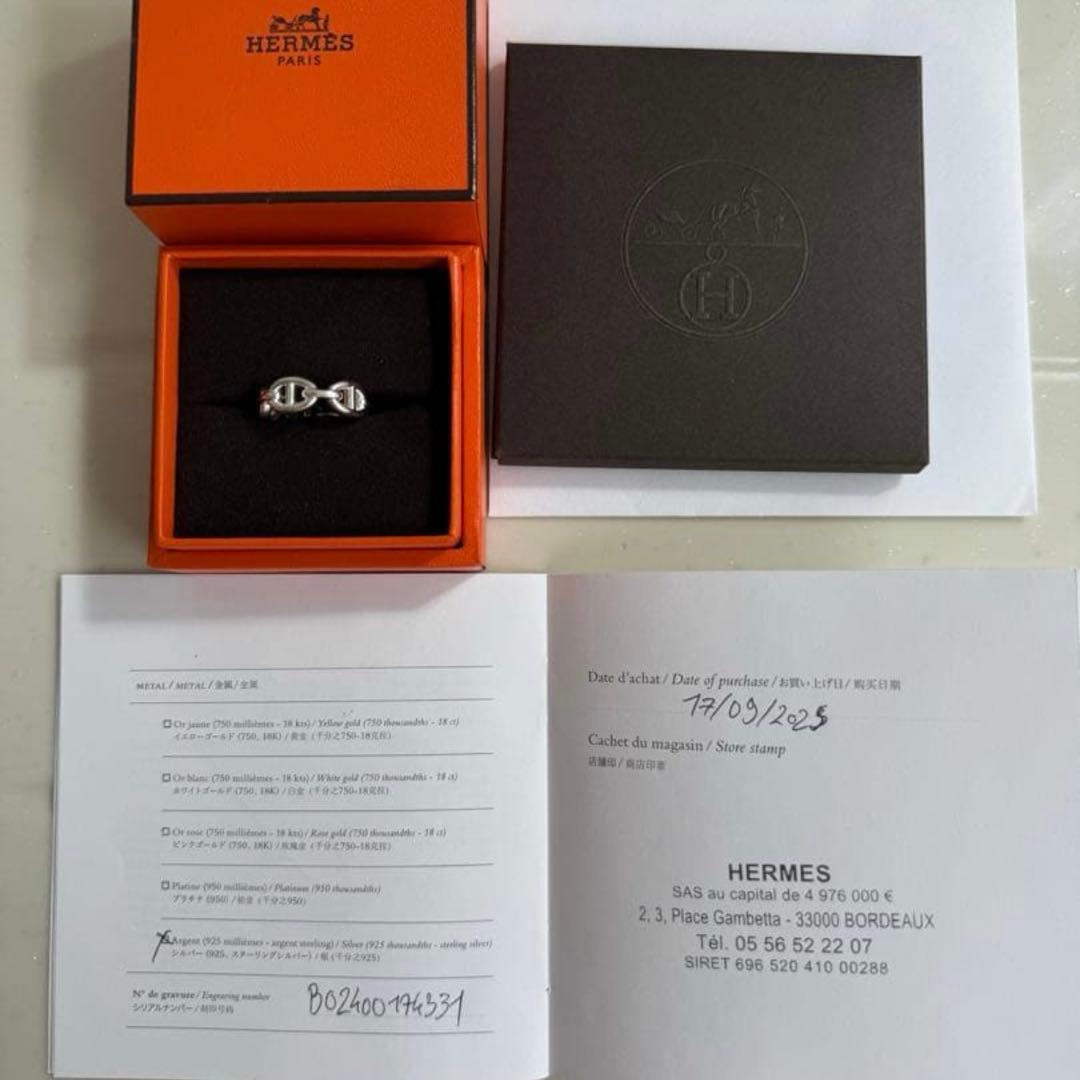 HERMÈS
PARIS
H
METAL / METAL / 金属 / 金属
Or jaune (750 millièmes - 18 kts) / Yellow gold (750 thousandths - 18 ct)
イエローゴールド (750, 18K) / 黄金 (千分之750-18克拉)
Or blanc (750 millièmes - 18 kts) / White gold (750 thousandths - 18 ct)
ホワイトゴールド (750, 18K) / 白金 (千分之750-18克拉)
Or rose (750 millièmes - 18 kts) / Rose gold (750 thousandths - 18 ct)
ピンクゴールド (750, 18K) / 玫瑰金 (千分之750-18克拉)
Platine (950 millièmes) / Platinum (950 thousandths)
プラチナ (950) / 铂金 (千分之950)
Argent (925 millièmes - argent sterling) / Silver (925 thousandths - sterling silver)
シルバー (925, スターリングシルバー) / 银 (千分之925)
N° de gravure / Engraving number
シリアルナンバー / 刻印号码
B02400174331
Date d'achat / Date of purchase / お買い上げ日 / 购买日期
17/09/2025
Cachet du magasin / Store stamp
店舗印 / 商店印章
HERMES
SAS au capital de 4 976 000 €
2, 3, Place Gambetta - 33000 BORDEAUX
Tél. 05 56 52 22 07
SIRET 696 520 410 00288